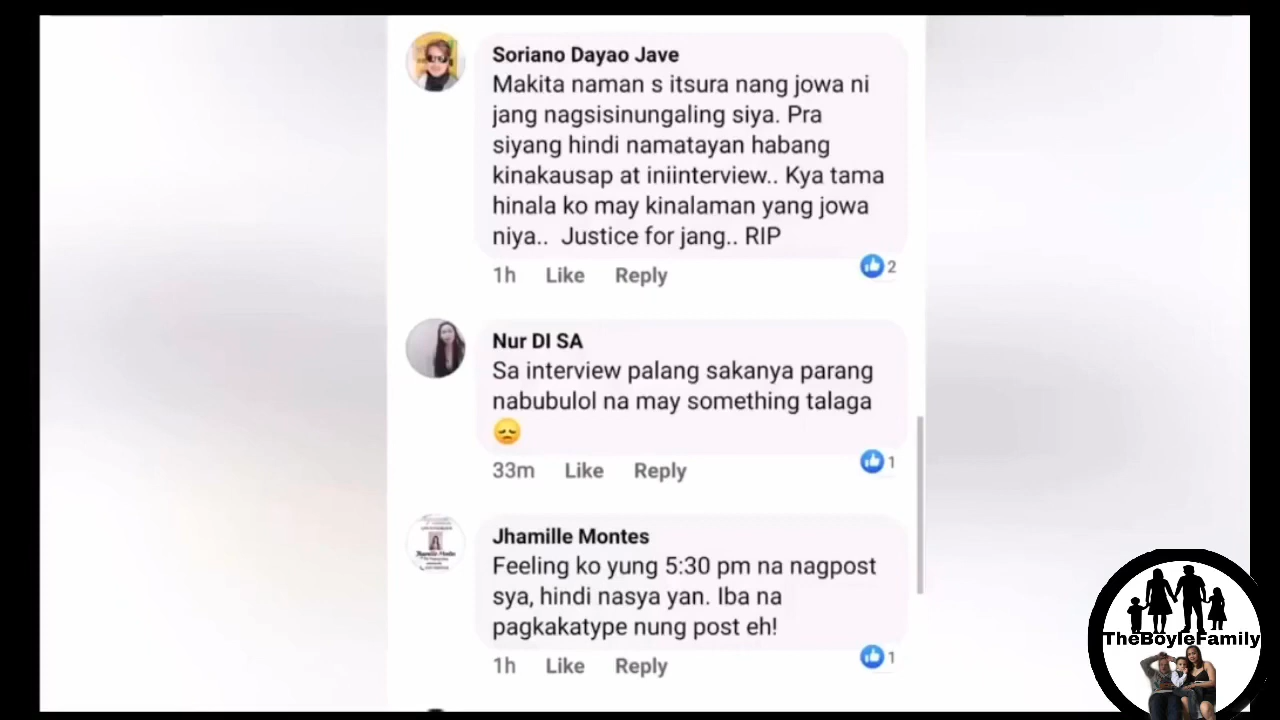 Soriano Dayao Jave
Makita naman s itsura nang jowa ni
jang nagsisinungaling siya. Pra
siyang hindi namatayan habang
kinakausap at iniinterview.. Kya tama
hinala ko may kinalaman yang jowa
niya.. Justice for jang.. RIP
1h Like Reply 2
Nur DI SA
Sa interview palang sakanya parang
nabubulol na may something talaga
😞
33m Like Reply 1
Jhamille Montes
Feeling ko yung 5:30 pm na nagpost
sya, hindi nasya yan. Iba na
pagkakatype nung post eh!
1h Like Reply 1
TheBoyleFamily